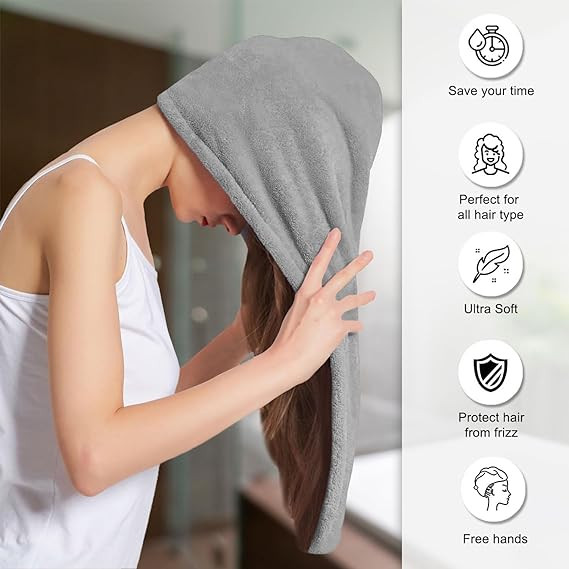 Save your time
Perfect for
all hair type
Ultra Soft
Protect hair
from frizz
Free hands